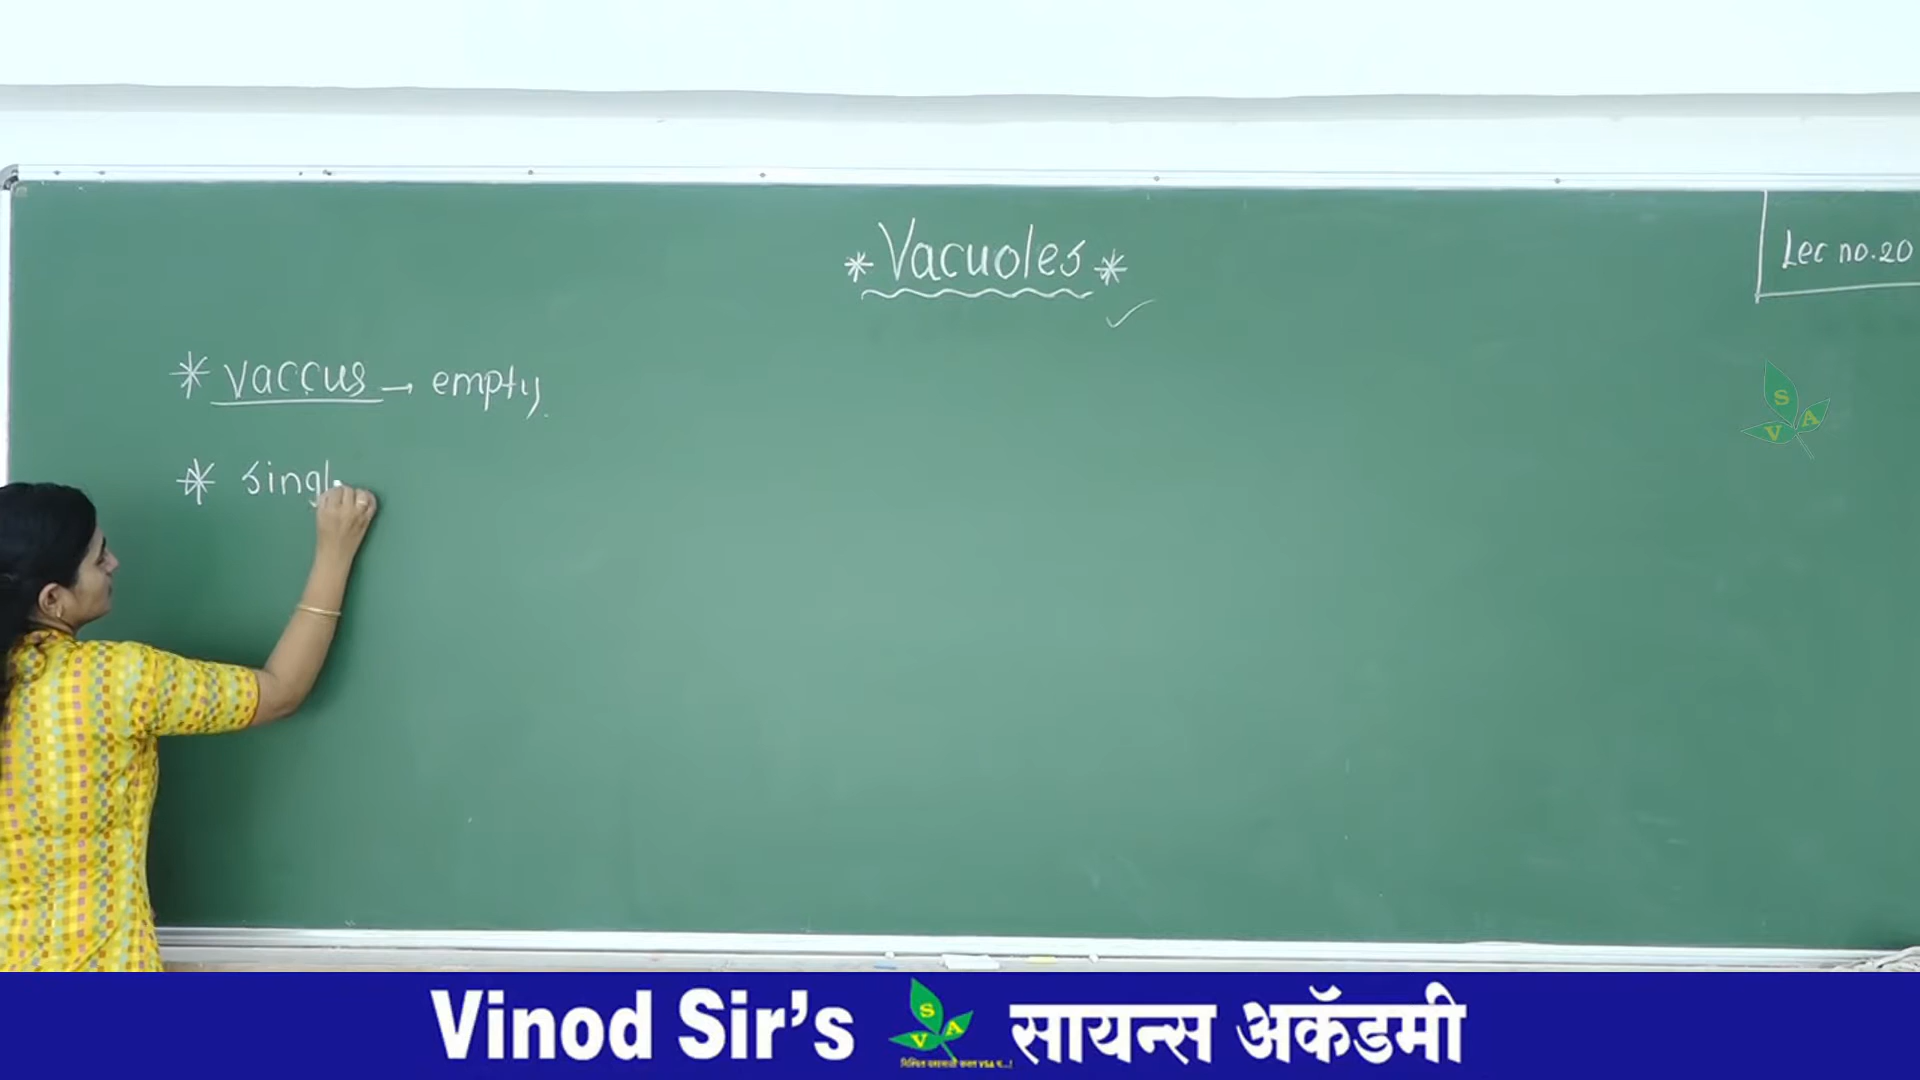 * Vacuoles *
Lec no.20
* vaccus → empty
* singl
S
V A
Vinod Sir's
S
V A
सायन्स अकॅडमी